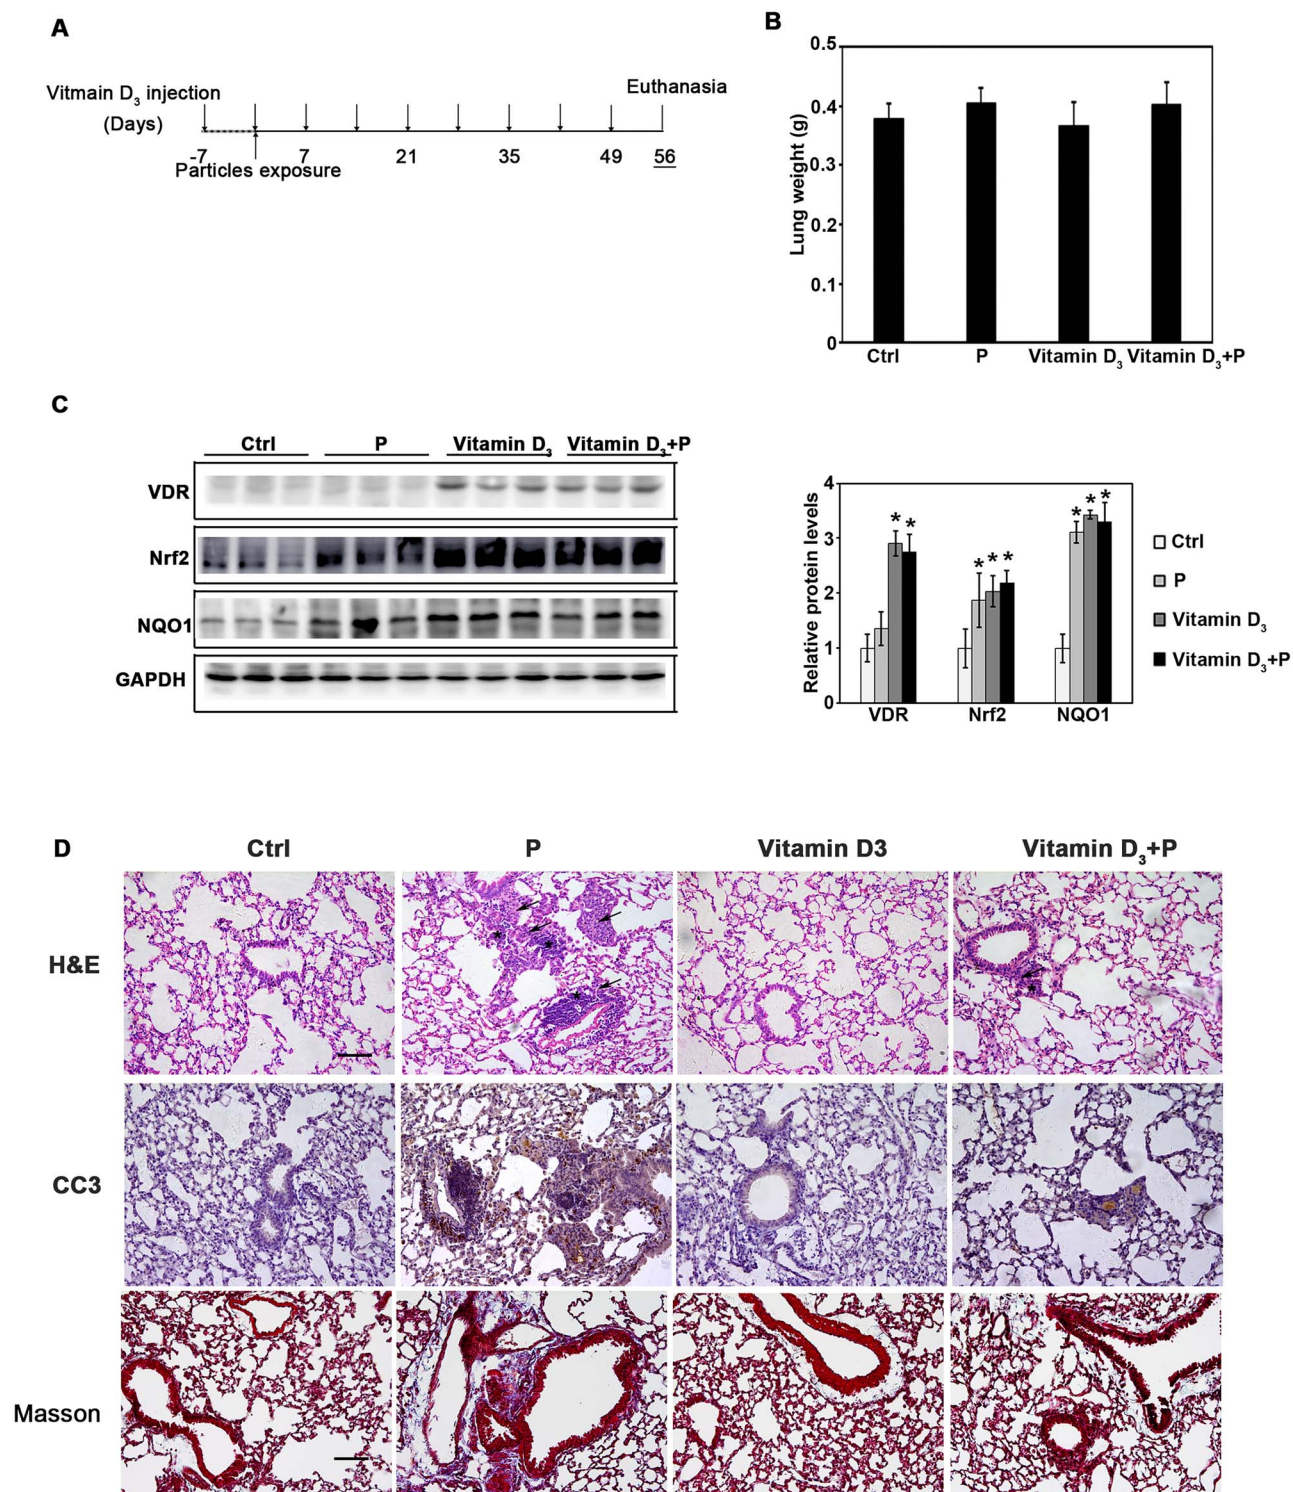 A
Vitmain D3 injection
(Days)
Euthanasia
-7
7
21
35
49
56
Particles exposure
B
Lung weight (g)
0.5
0.4
0.3
0.2
0.1
0
Ctrl
P
Vitamin D3
Vitamin D3+P
C
Ctrl
P
Vitamin D3
Vitamin D3+P
VDR
Nrf2
NQO1
GAPDH
Relative protein levels
4
3
2
1
0
* *
* * *
* * *
VDR
Nrf2
NQO1
Ctrl
P
Vitamin D3
Vitamin D3+P
D
Ctrl
P
Vitamin D3
Vitamin D3+P
H&E
* * *
*
CC3
Masson